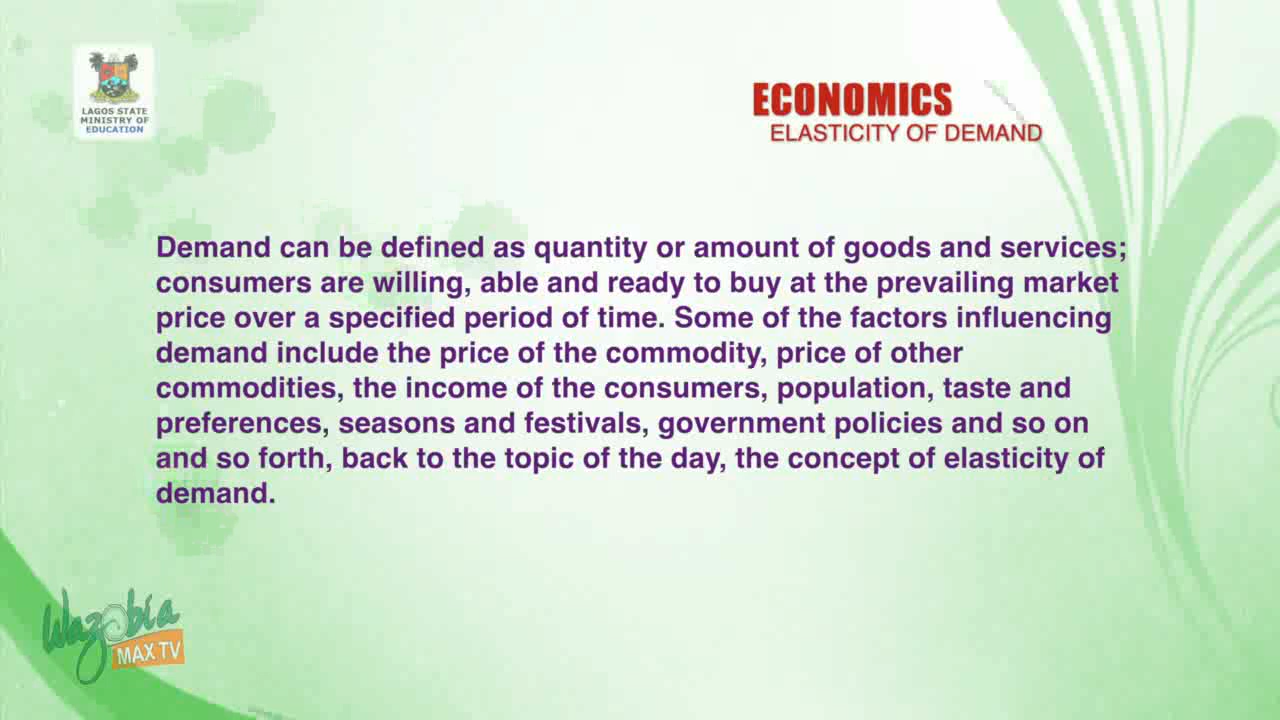 LAGOS STATE
MINISTRY OF
EDUCATION
ECONOMICS
ELASTICITY OF DEMAND
Demand can be defined as quantity or amount of goods and services;
consumers are willing, able and ready to buy at the prevailing market
price over a specified period of time. Some of the factors influencing
demand include the price of the commodity, price of other
commodities, the income of the consumers, population, taste and
preferences, seasons and festivals, government policies and so on
and so forth, back to the topic of the day, the concept of elasticity of
demand.
Wazobia
MAX TV